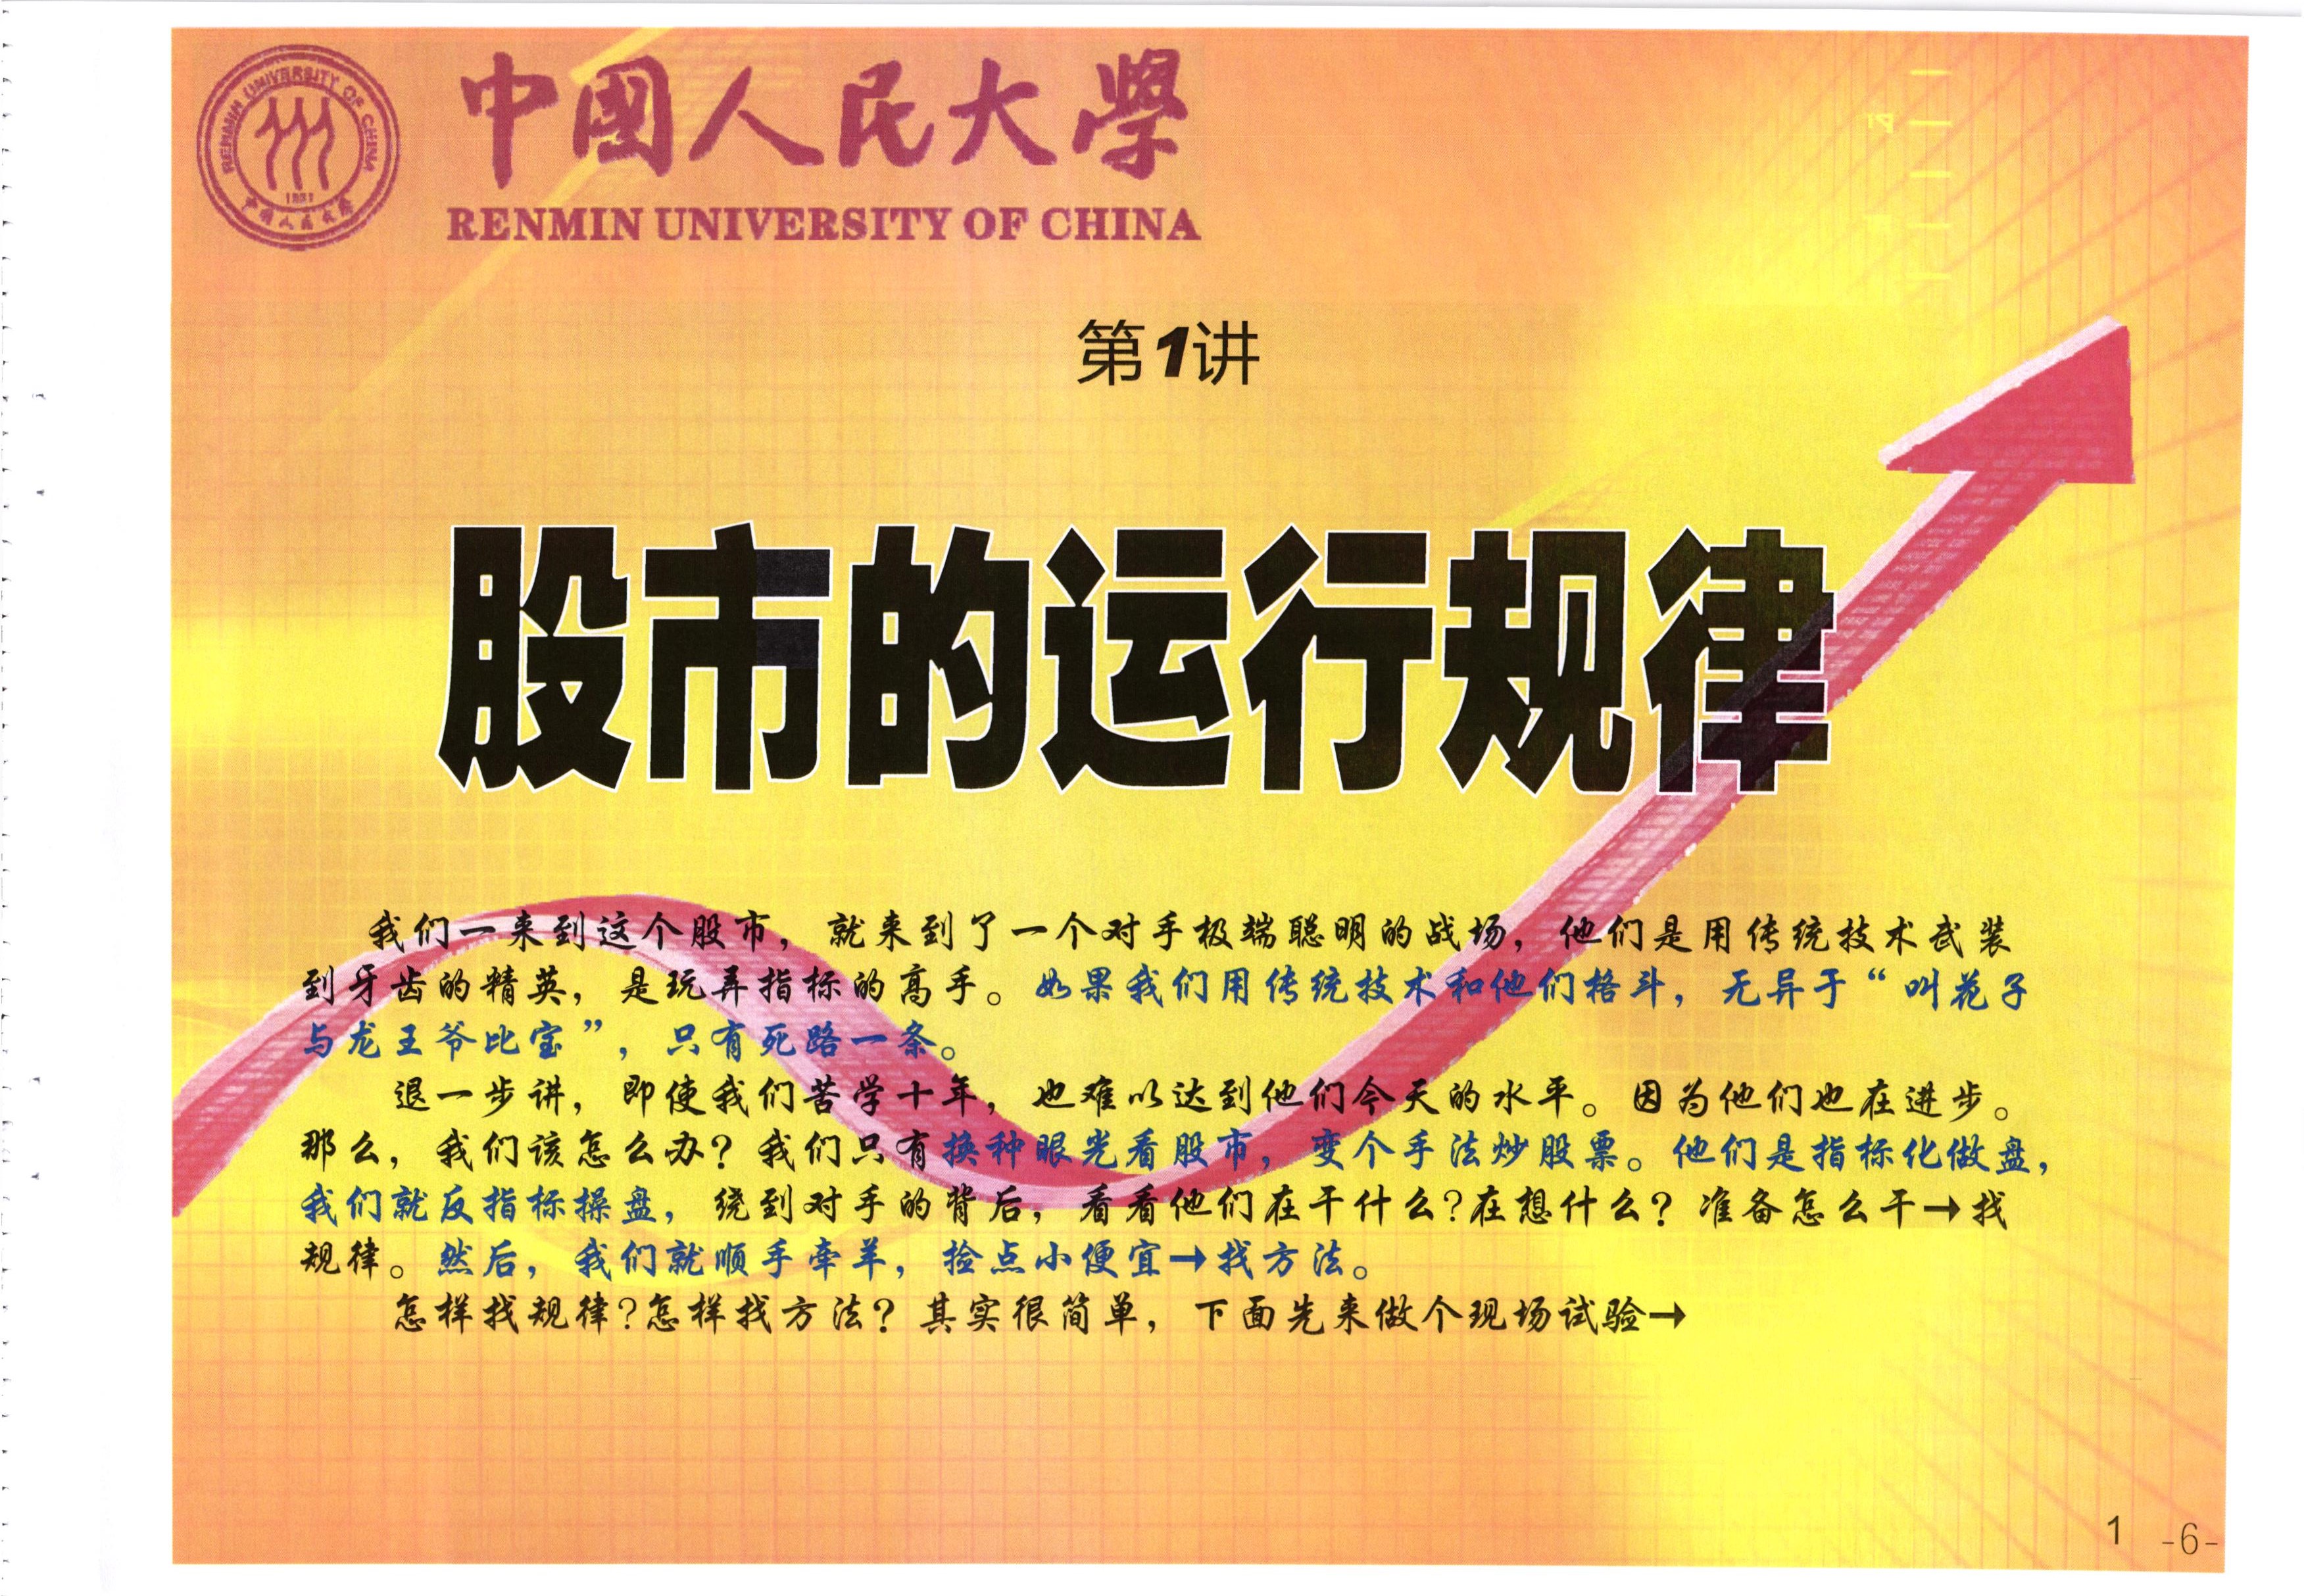 中國人民大學
RENMIN UNIVERSITY OF CHINA
RENMIN UNIVERSITY OF CHINA
1937
中国人民大学
第1讲
股市的运行规律
我们一来到这个股市，就来到了一个对手极端聪明的战场，他们是用传统技术武装
到牙齿的精英，是玩弄指标的高手。如果我们用传统技术和他们格斗，无异于“叫花子
与龙王爷比宝”，只有死路一条。
退一步讲，即使我们苦学十年，也难以达到他们今天的水平。因为他们也在进步。
那么，我们该怎么办？我们只有换种眼光看股市，变个手法炒股票。他们是指标化做盘，
我们就反指标操盘，绕到对手的背后，看看他们在干什么？在想什么？准备怎么干→找
规律。然后，我们就顺手牵羊，捡点小便宜→找方法。
怎样找规律？怎样找方法？其实很简单，下面先来做个现场试验→
1
-6-